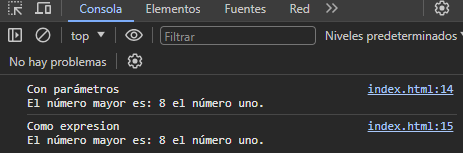 Consola Elementos Fuentes Red
top Filtrar Niveles predeterminados
No hay problemas
Con parámetros index.html:14
El número mayor es: 8 el número uno.
Como expresion index.html:15
El número mayor es: 8 el número uno.